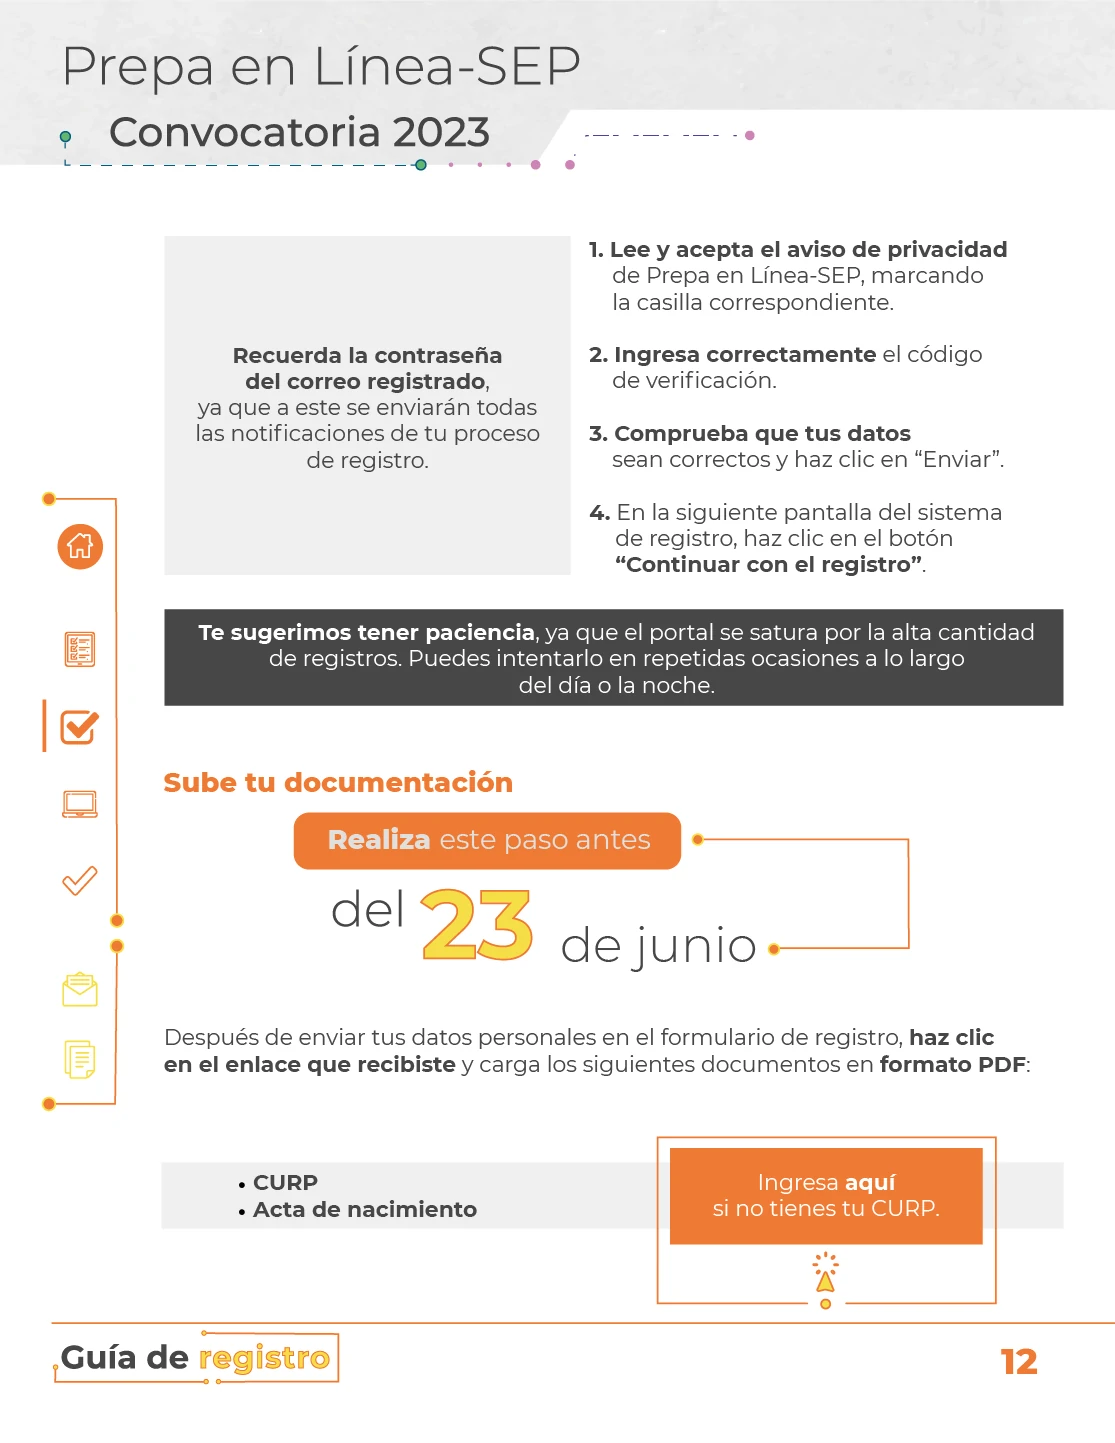 Prepa en Línea-SEP
Convocatoria 2023
Recuerda la contraseña
del correo registrado,
ya que a este se enviarán todas
las notificaciones de tu proceso
de registro.
1. Lee y acepta el aviso de privacidad
de Prepa en Línea-SEP, marcando
la casilla correspondiente.
2. Ingresa correctamente el código
de verificación.
3. Comprueba que tus datos
sean correctos y haz clic en “Enviar”.
4. En la siguiente pantalla del sistema
de registro, haz clic en el botón
“Continuar con el registro”.
Te sugerimos tener paciencia, ya que el portal se satura por la alta cantidad
de registros. Puedes intentarlo en repetidas ocasiones a lo largo
del día o la noche.
Sube tu documentación
Realiza este paso antes
del 23 de junio
Después de enviar tus datos personales en el formulario de registro, haz clic
en el enlace que recibiste y carga los siguientes documentos en formato PDF:
• CURP
• Acta de nacimiento
Ingresa aquí
si no tienes tu CURP.
Guía de registro
12